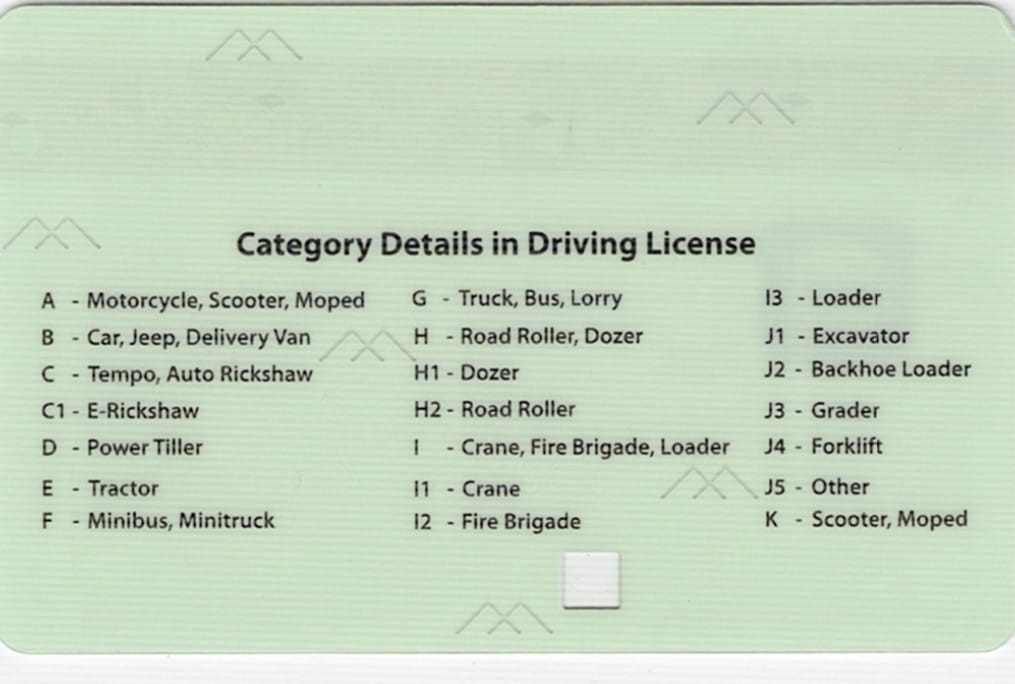 Category Details in Driving License
A - Motorcycle, Scooter, Moped
B - Car, Jeep, Delivery Van
C - Tempo, Auto Rickshaw
C1 - E-Rickshaw
D - Power Tiller
E - Tractor
F - Minibus, Minitruck
G - Truck, Bus, Lorry
H - Road Roller, Dozer
H1 - Dozer
H2 - Road Roller
I - Crane, Fire Brigade, Loader
I1 - Crane
I2 - Fire Brigade
I3 - Loader
J1 - Excavator
J2 - Backhoe Loader
J3 - Grader
J4 - Forklift
J5 - Other
K - Scooter, Moped